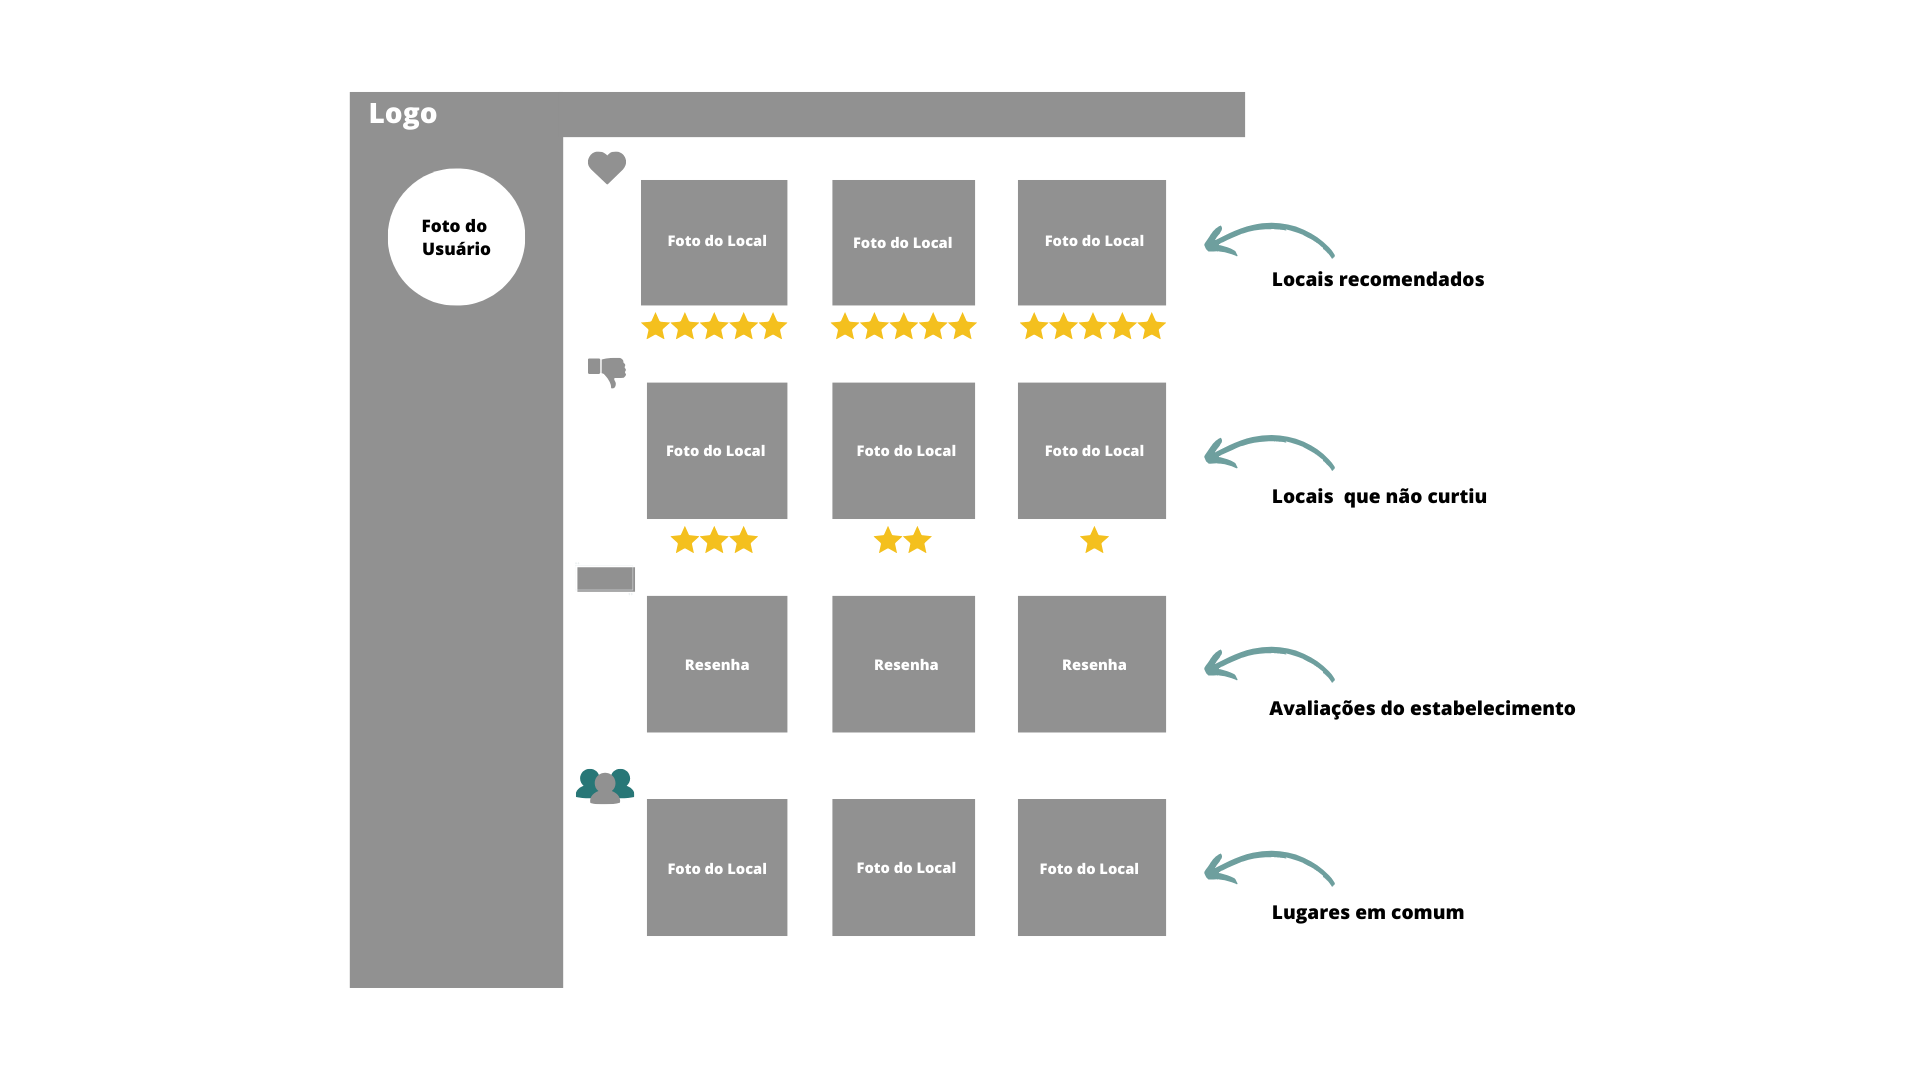 Logo
Foto do
Usuário
Foto do Local
Foto do Local
Foto do Local
Locais recomendados
Foto do Local
Foto do Local
Foto do Local
Locais  que não curtiu
Resenha
Resenha
Resenha
Avaliações do estabelecimento
Foto do Local
Foto do Local
Foto do Local
Lugares em comum